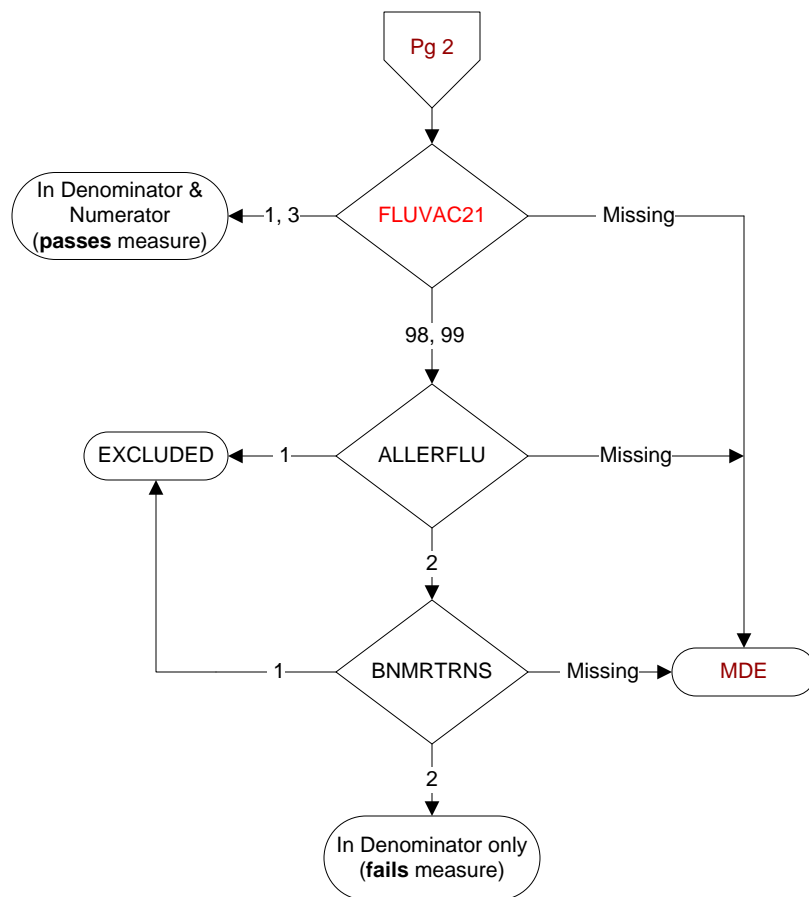 Pg 2
In Denominator &
Numerator
(passes measure)
1, 3
FLUVAC21
Missing
98, 99
EXCLUDED
1
ALLERFLU
Missing
2
1
BNMRTRNS
Missing
MDE
2
In Denominator only
(fails measure)